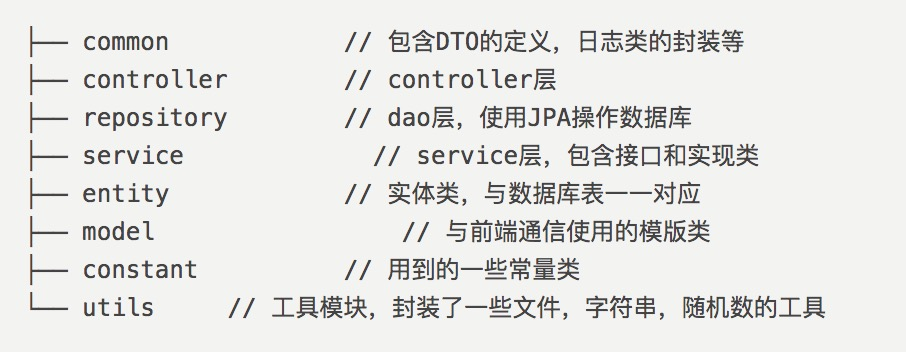 ├── common            // 包含DTO的定义，日志类的封装等
├── controller        // controller层
├── repository        // dao层，使用JPA操作数据库
├── service             // service层，包含接口和实现类
├── entity            // 实体类，与数据库表一一对应
├── model                 // 与前端通信使用的模版类
├── constant          // 用到的一些常量类
└── utils     // 工具模块，封装了一些文件，字符串，随机数的工具